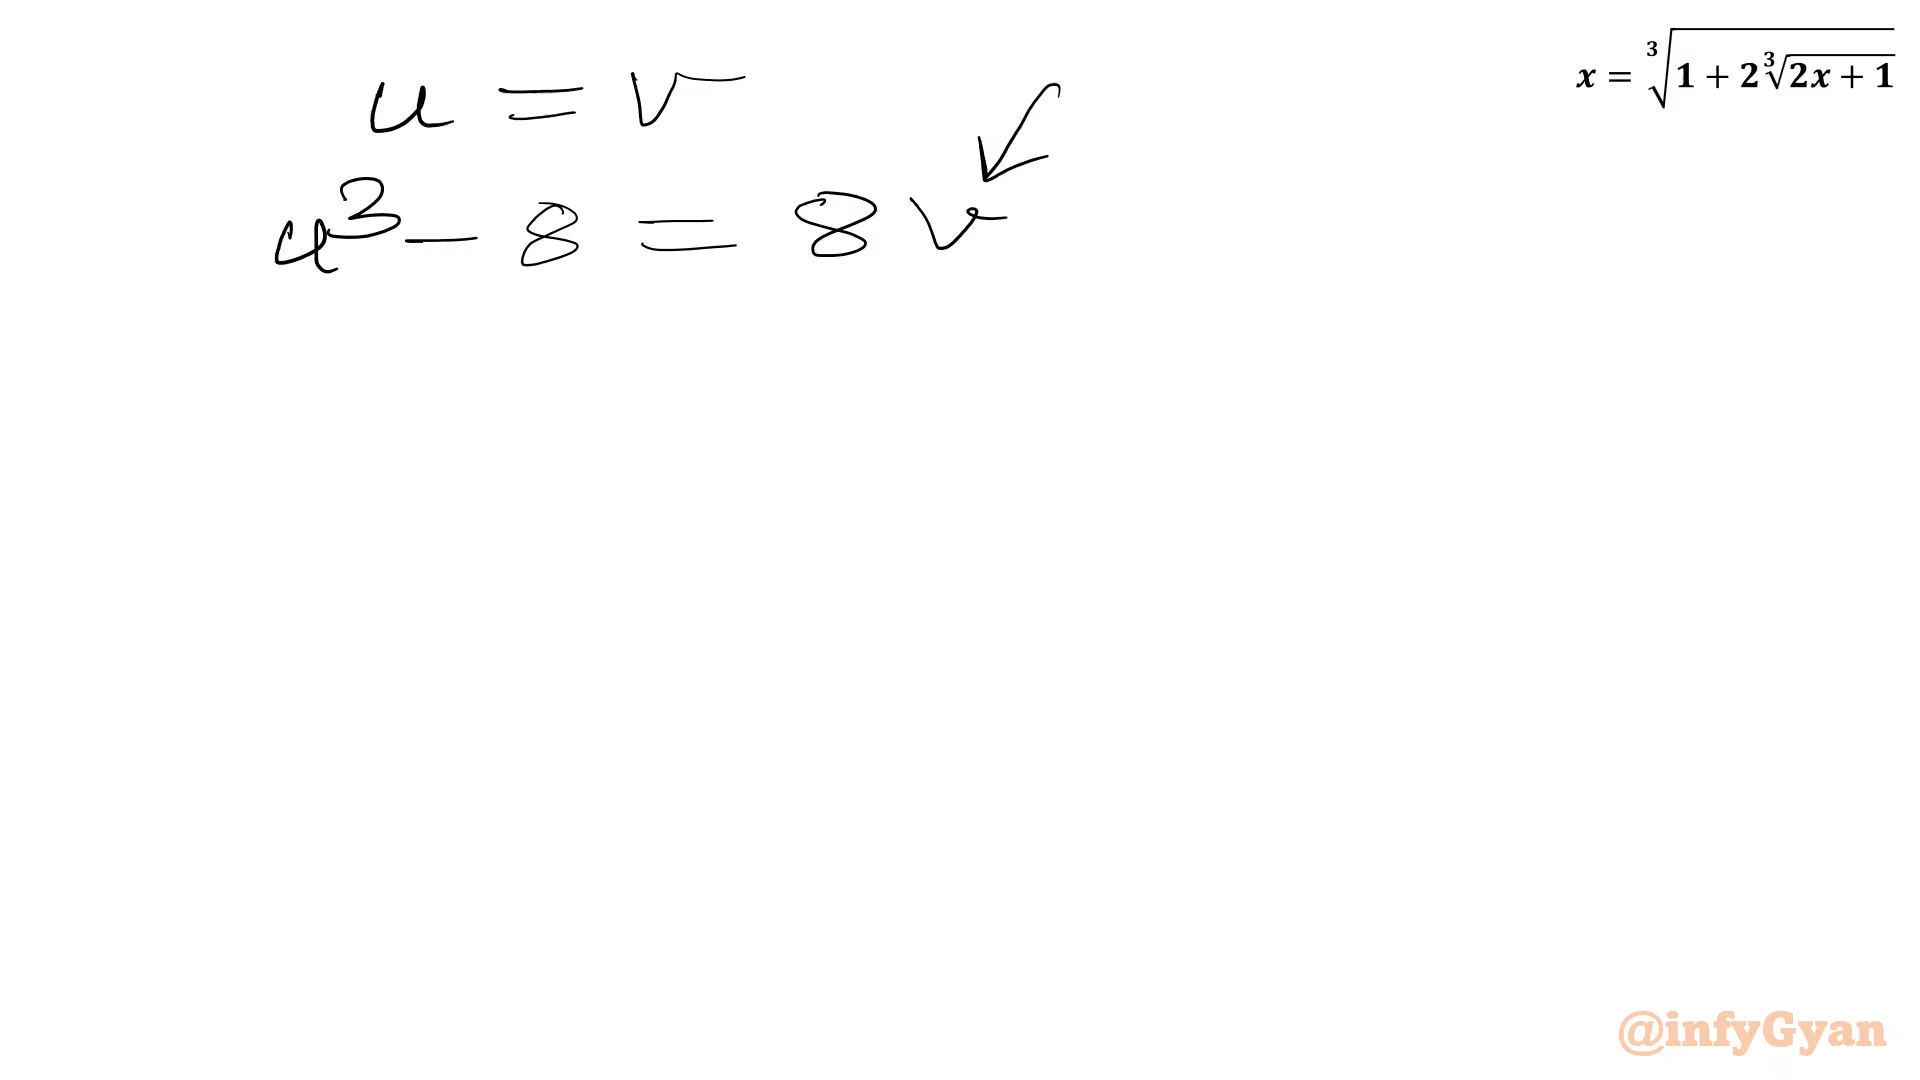 u = v
u³ - 8 = 8v
x = ∛(1 + 2∛(2x + 1))
@infyGyan